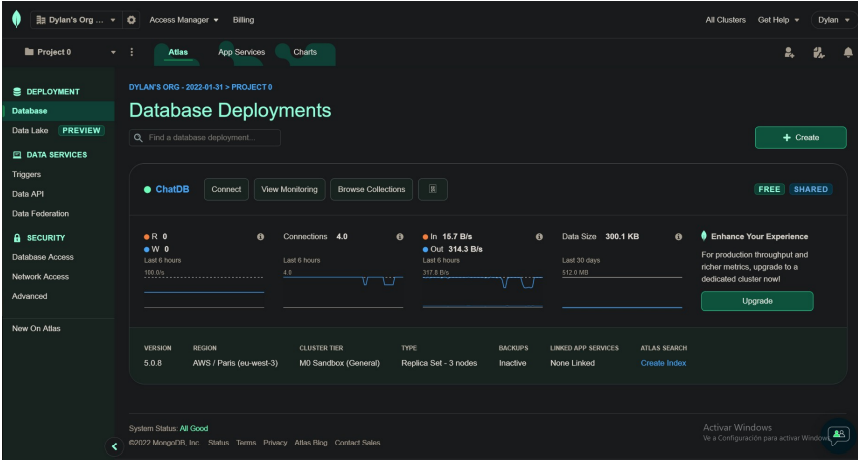 Dylan's Org ...
Access Manager
Billing
All Clusters
Get Help
Dylan
Project 0
Atlas
App Services
Charts
DEPLOYMENT
Database
Data Lake PREVIEW
DATA SERVICES
Triggers
Data API
Data Federation
SECURITY
Database Access
Network Access
Advanced
New On Atlas
DYLAN'S ORG - 2022-01-31 > PROJECT 0
Database Deployments
Find a database deployment...
+ Create
ChatDB
Connect
View Monitoring
Browse Collections
FREE SHARED
R 0
W 0
Last 6 hours
100.0/s
Connections 4.0
Last 6 hours
4.0
In 15.7 B/s
Out 314.3 B/s
Last 6 hours
317.8 B/s
Data Size 300.1 KB
Last 30 days
512.0 MB
Enhance Your Experience
For production throughput and
richer metrics, upgrade to a
dedicated cluster now!
Upgrade
VERSION
5.0.8
REGION
AWS / Paris (eu-west-3)
CLUSTER TIER
M0 Sandbox (General)
TYPE
Replica Set - 3 nodes
BACKUPS
Inactive
LINKED APP SERVICES
None Linked
ATLAS SEARCH
Create Index
System Status: All Good
©2022 MongoDB, Inc. Status Terms Privacy Atlas Blog Contact Sales
Activar Windows
Ve a Configuración para activar